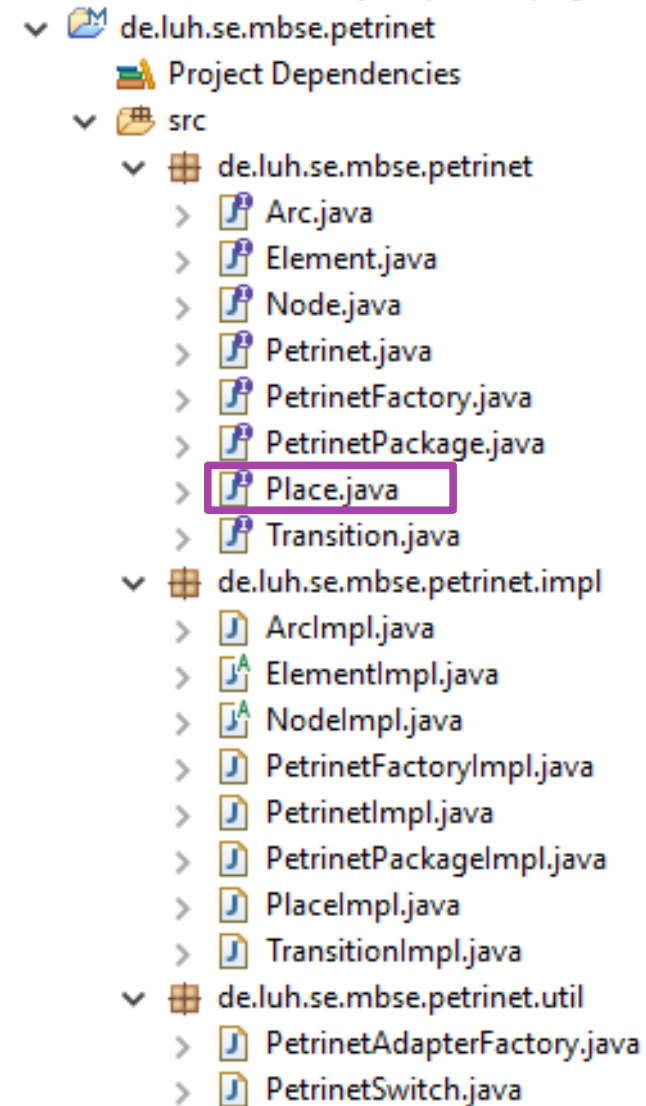 de.luh.se.mbse.petrinet
Project Dependencies
src
de.luh.se.mbse.petrinet
Arc.java
Element.java
Node.java
Petrinet.java
PetrinetFactory.java
PetrinetPackage.java
Place.java
Transition.java
de.luh.se.mbse.petrinet.impl
ArcImpl.java
ElementImpl.java
NodeImpl.java
PetrinetFactoryImpl.java
PetrinetImpl.java
PetrinetPackageImpl.java
PlaceImpl.java
TransitionImpl.java
de.luh.se.mbse.petrinet.util
PetrinetAdapterFactory.java
PetrinetSwitch.java